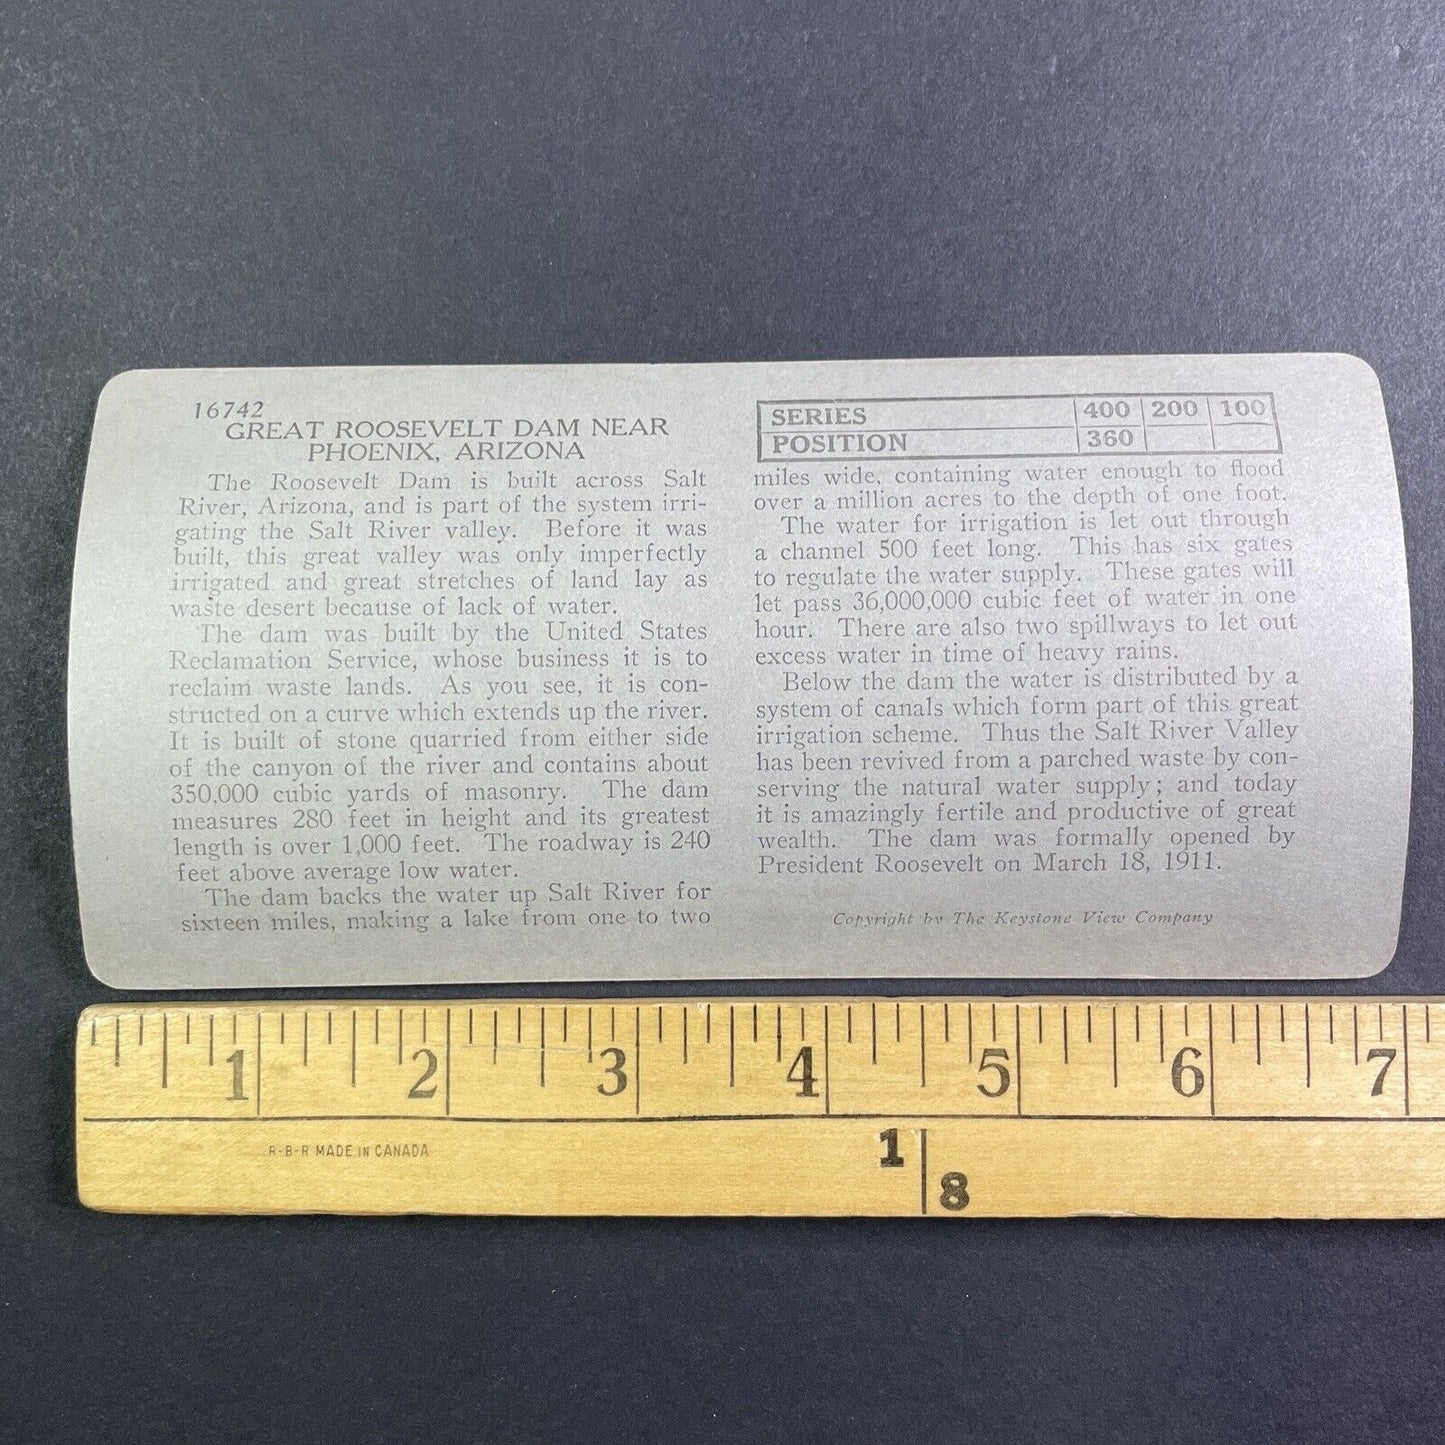 16742
GREAT ROOSEVELT DAM NEAR
PHOENIX, ARIZONA
The Roosevelt Dam is built across Salt
River, Arizona, and is part of the system irri-
gating the Salt River valley. Before it was
built, this great valley was only imperfectly
irrigated and great stretches of land lay as
waste desert because of lack of water.
The dam was built by the United States
Reclamation Service, whose business it is to
reclaim waste lands. As you see, it is con-
structed on a curve which extends up the river.
It is built of stone quarried from either side
of the canyon of the river and contains about
350,000 cubic yards of masonry. The dam
measures 280 feet in height and its greatest
length is over 1,000 feet. The roadway is 240
feet above average low water.
The dam backs the water up Salt River for
sixteen miles, making a lake from one to two
SERIES 400 200 100
POSITION 360
miles wide, containing water enough to flood
over a million acres to the depth of one foot.
The water for irrigation is let out through
a channel 500 feet long. This has six gates
to regulate the water supply. These gates will
let pass 36,000,000 cubic feet of water in one
hour. There are also two spillways to let out
excess water in time of heavy rains.
Below the dam the water is distributed by a
system of canals which form part of this great
irrigation scheme. Thus the Salt River Valley
has been revived from a parched waste by con-
serving the natural water supply; and today
it is amazingly fertile and productive of great
wealth. The dam was formally opened by
President Roosevelt on March 18, 1911.
Copyright by The Keystone View Company
1 2 3 4 5 6 7
R-B-R MADE IN CANADA
1
8